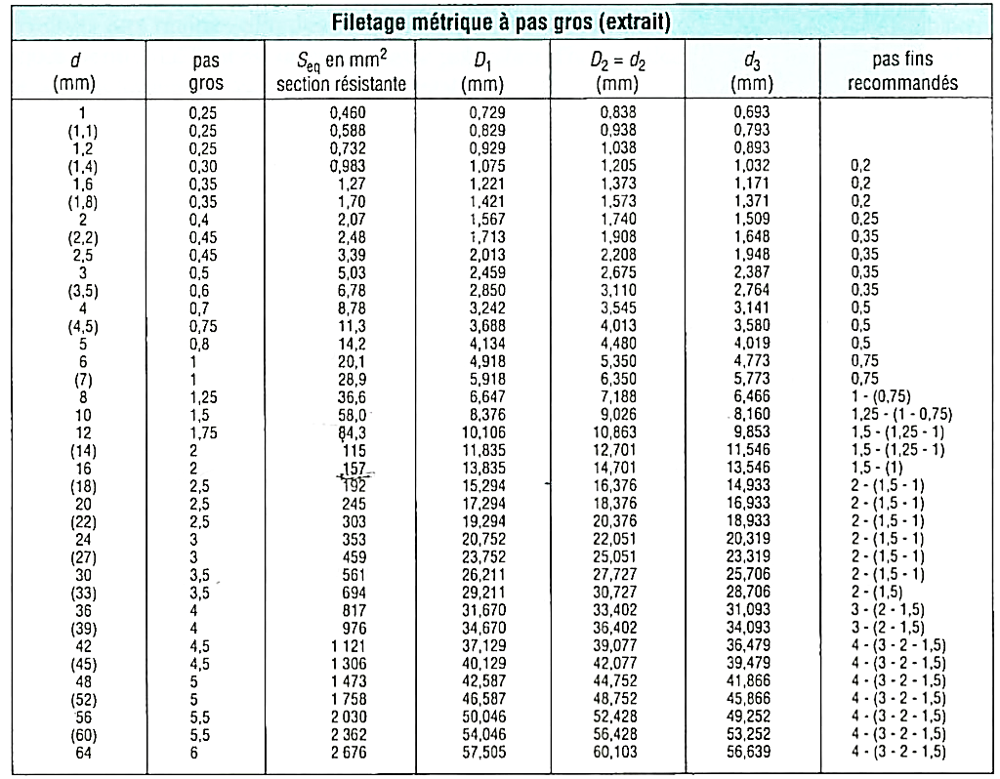 Filetage métrique à pas gros (extrait)
d (mm) pas gros Seq en mm2 section résistante D1 (mm) D2 = d2 (mm) d3 (mm) pas fins recommandés
1 0,25 0,460 0,729 0,838 0,693
(1,1) 0,25 0,588 0,829 0,938 0,793
1,2 0,25 0,732 0,929 1,038 0,893
(1,4) 0,30 0,983 1,075 1,205 1,032 0,2
1,6 0,35 1,27 1,221 1,373 1,171 0,2
(1,8) 0,35 1,70 1,421 1,573 1,371 0,2
2 0,4 2,07 1,567 1,740 1,509 0,25
(2,2) 0,45 2,48 1,713 1,908 1,648 0,35
2,5 0,45 3,39 2,013 2,208 1,948 0,35
3 0,5 5,03 2,459 2,675 2,387 0,35
(3,5) 0,6 6,78 2,850 3,110 2,764 0,35
4 0,7 8,78 3,242 3,545 3,141 0,5
(4,5) 0,75 11,3 3,688 4,013 3,580 0,5
5 0,8 14,2 4,134 4,480 4,019 0,5
6 1 20,1 4,918 5,350 4,773 0,75
(7) 1 28,9 5,918 6,350 5,773 0,75
8 1,25 36,6 6,647 7,188 6,466 1 - (0,75)
10 1,5 58,0 8,376 9,026 8,160 1,25 - (1 - 0,75)
12 1,75 84,3 10,106 10,863 9,853 1,5 - (1,25 - 1)
(14) 2 115 11,835 12,701 11,546 1,5 - (1,25 - 1)
16 2 157 13,835 14,701 13,546 1,5 - (1)
(18) 2,5 192 15,294 16,376 14,933 2 - (1,5 - 1)
20 2,5 245 17,294 18,376 16,933 2 - (1,5 - 1)
(22) 2,5 303 19,294 20,376 18,933 2 - (1,5 - 1)
24 3 353 20,752 22,051 20,319 2 - (1,5 - 1)
(27) 3 459 23,752 25,051 23,319 2 - (1,5 - 1)
30 3,5 561 26,211 27,727 25,706 2 - (1,5 - 1)
(33) 3,5 694 29,211 30,727 28,706 2 - (1,5)
36 4 817 31,670 33,402 31,093 3 - (2 - 1,5)
(39) 4 976 34,670 36,402 34,093 3 - (2 - 1,5)
42 4,5 1 121 37,129 39,077 36,479 4 - (3 - 2 - 1,5)
(45) 4,5 1 306 40,129 42,077 39,479 4 - (3 - 2 - 1,5)
48 5 1 473 42,587 44,752 41,866 4 - (3 - 2 - 1,5)
(52) 5 1 758 46,587 48,752 45,866 4 - (3 - 2 - 1,5)
56 5,5 2 030 50,046 52,428 49,252 4 - (3 - 2 - 1,5)
(60) 5,5 2 362 54,046 56,428 53,252 4 - (3 - 2 - 1,5)
64 6 2 676 57,505 60,103 56,639 4 - (3 - 2 - 1,5)